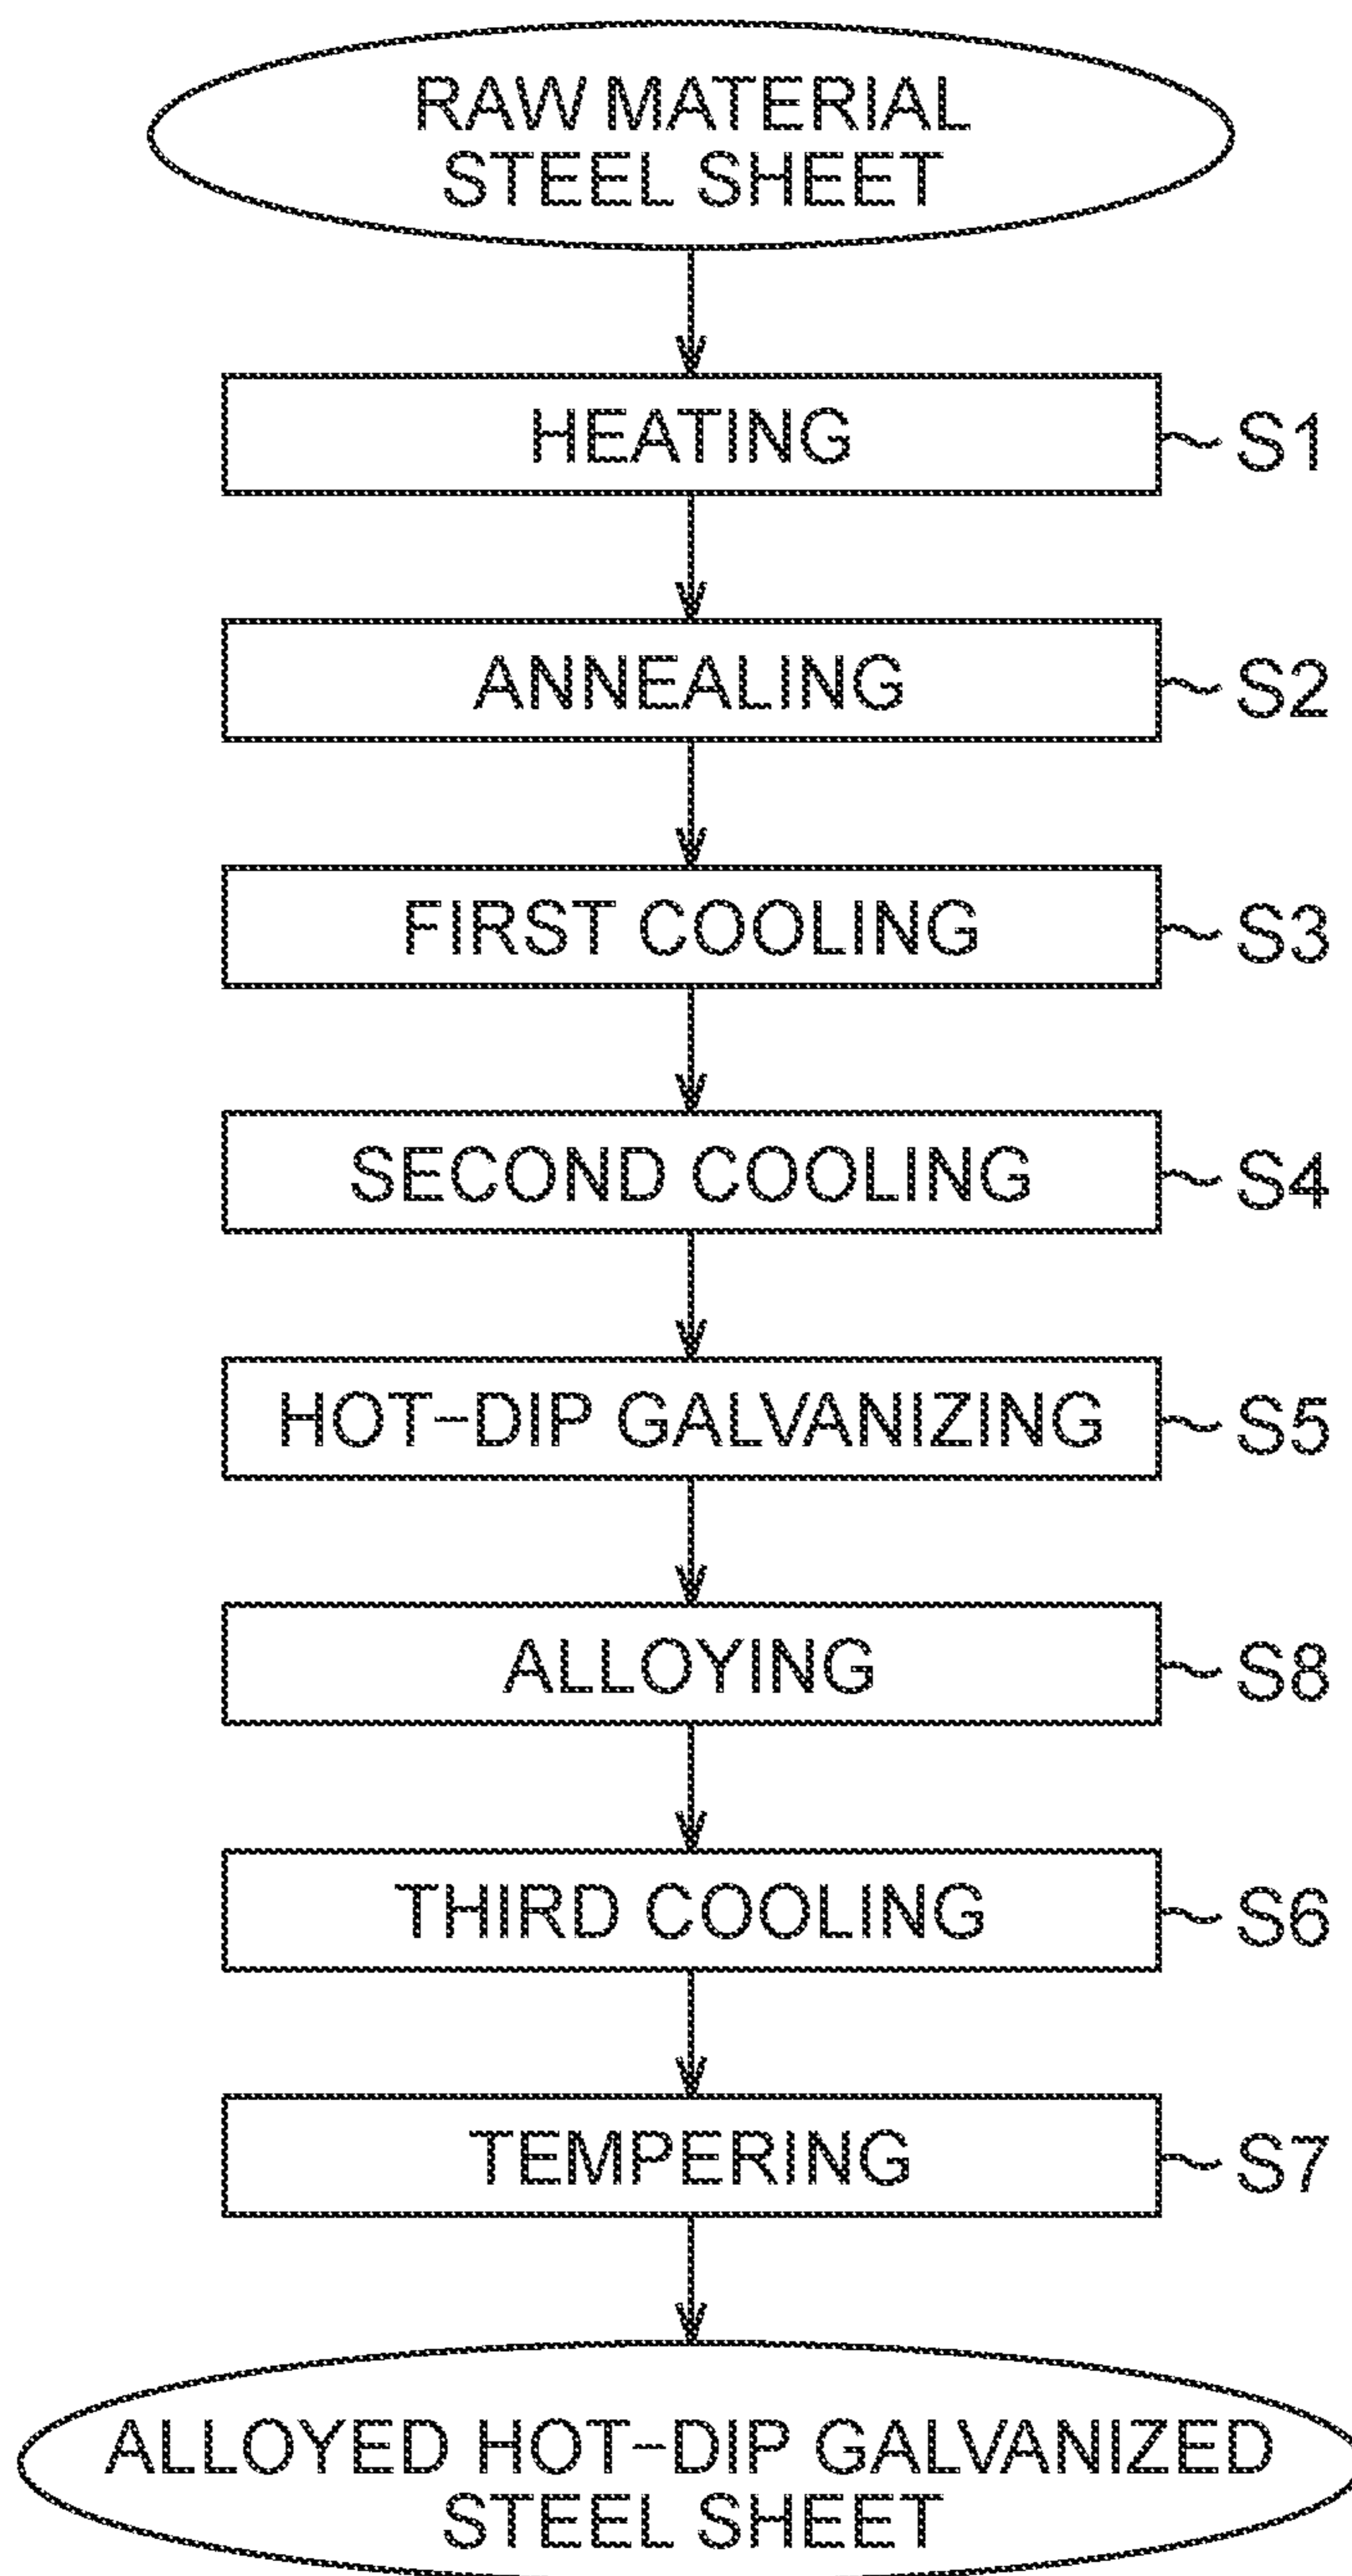 RAW MATERIAL
STEEL SHEET
HEATING
S1
ANNEALING
S2
FIRST COOLING
S3
SECOND COOLING
S4
HOT-DIP GALVANIZING
S5
ALLOYING
S8
THIRD COOLING
S6
TEMPERING
S7
ALLOYED HOT-DIP GALVANIZED
STEEL SHEET